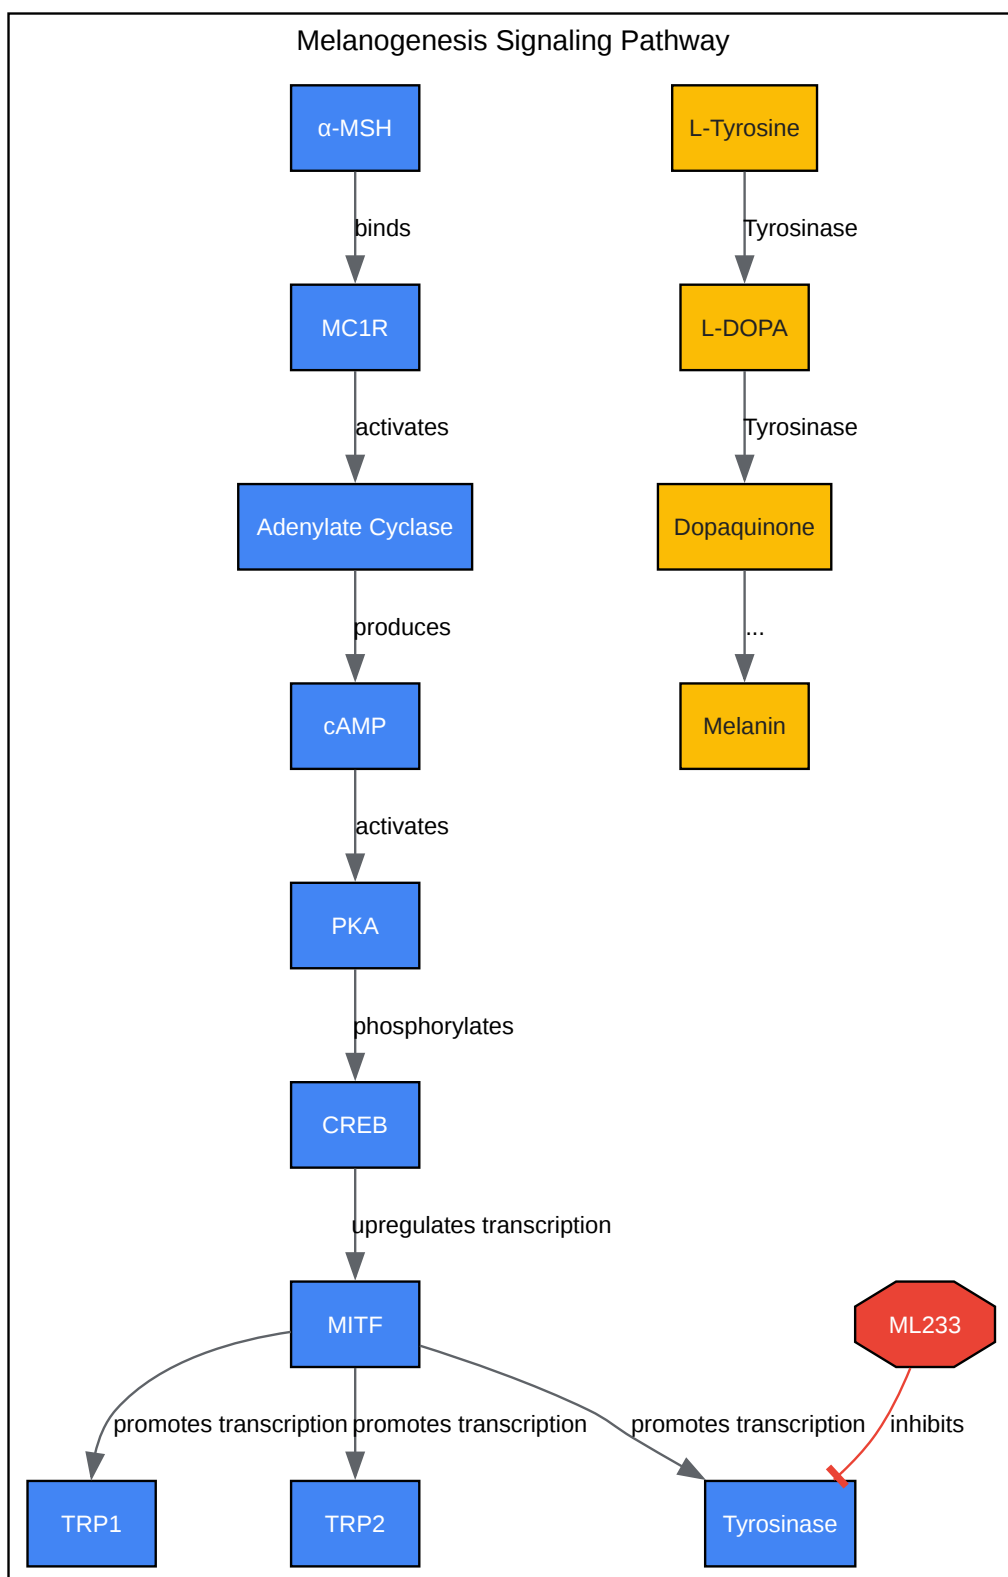 Melanogenesis Signaling Pathway
α-MSH
L-Tyrosine
binds
Tyrosinase
MC1R
L-DOPA
activates
Tyrosinase
Adenylate Cyclase
Dopaquinone
produces
...
cAMP
Melanin
activates
PKA
phosphorylates
CREB
upregulates transcription
MITF
ML233
promotes transcription
promotes transcription
promotes transcription
inhibits
TRP1
TRP2
Tyrosinase